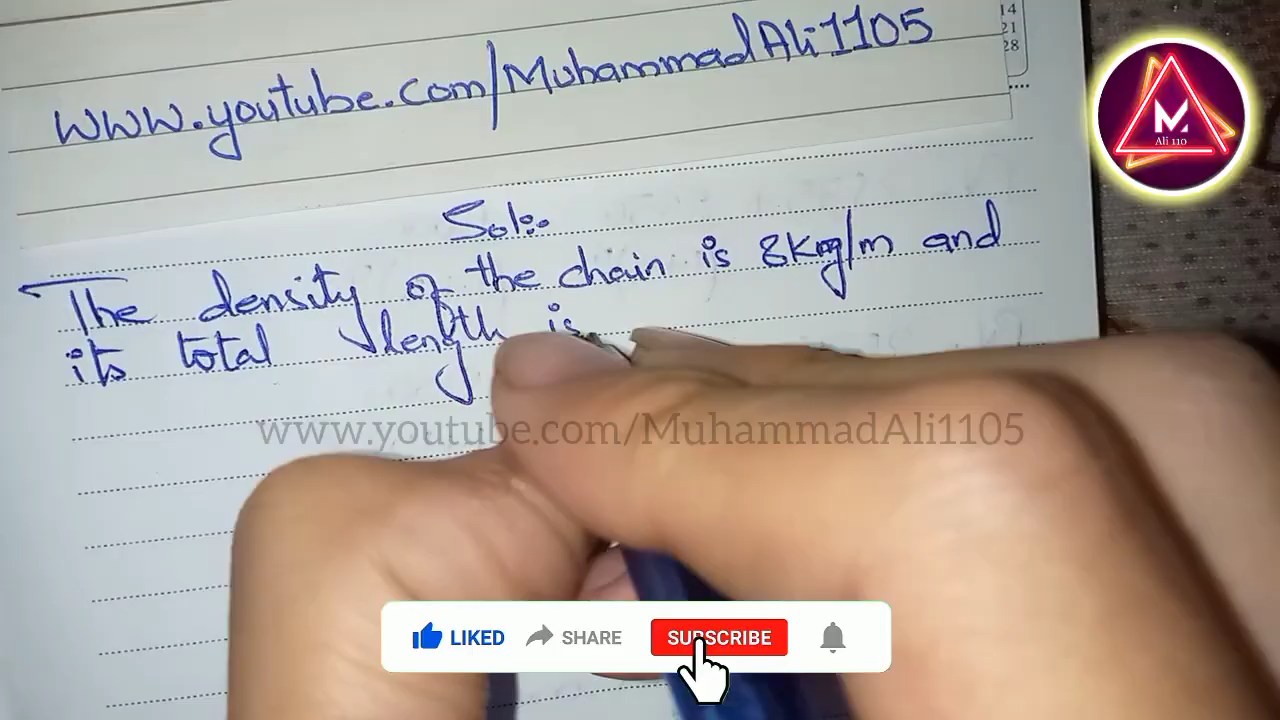 www.youtube.com/MuhammadAli1105
14
21
28
M
Ali 110
Sol:-
The density of the chain is 8Kg/m and
its total length is
www.youtube.com/MuhammadAli1105
LIKED SHARE SUBSCRIBE